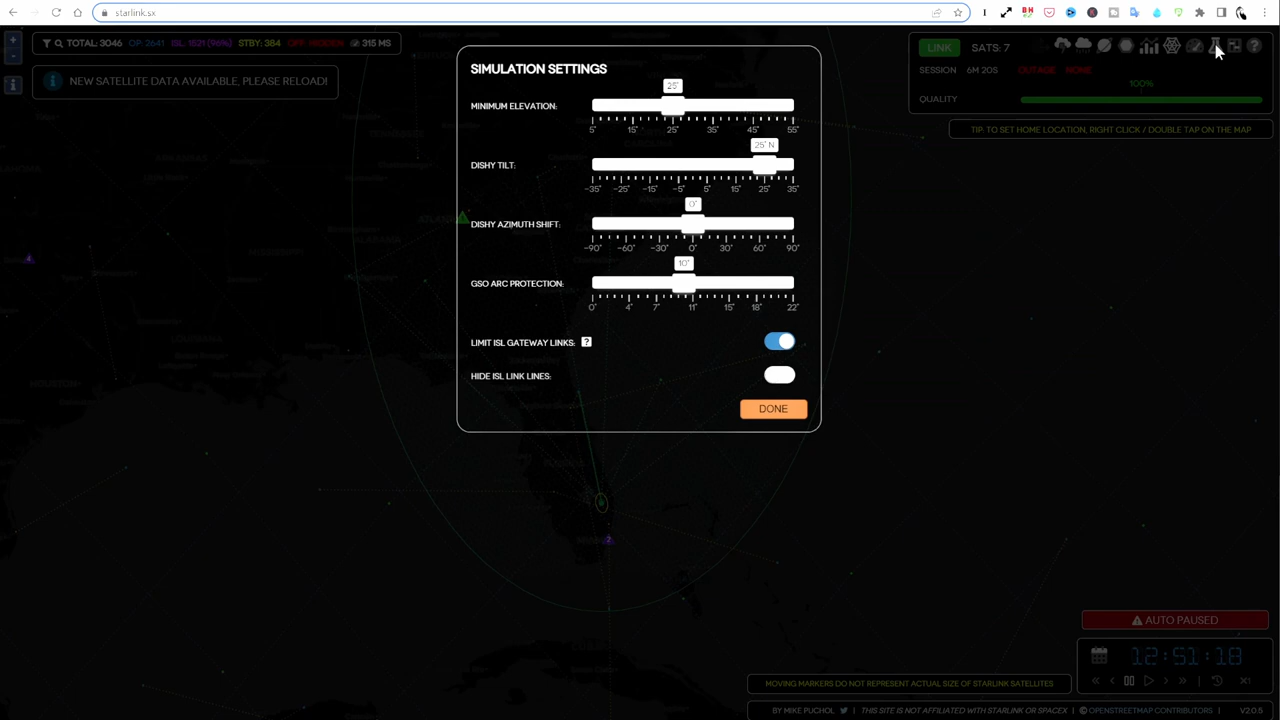 starlink.sx
TOTAL: 3046 OP: 2641 ISL: 1521 (96%) STBY: 384 OFF: HIDDEN 315 MS
NEW SATELLITE DATA AVAILABLE, PLEASE RELOAD!
LINK SATS: 7
SESSION 6M 20S OUTAGE NONE
100%
QUALITY
TIP: TO SET HOME LOCATION, RIGHT CLICK / DOUBLE TAP ON THE MAP
SIMULATION SETTINGS
25°
MINIMUM ELEVATION:
5° 15° 25° 35° 45° 55°
25° N
DISHY TILT:
-35° -25° -15° -5° 5° 15° 25° 35°
0°
DISHY AZIMUTH SHIFT:
-90° -60° -30° 0° 30° 60° 90°
10°
GSO ARC PROTECTION:
0° 4° 7° 11° 15° 18° 22°
LIMIT ISL GATEWAY LINKS: ?
HIDE ISL LINK LINES:
DONE
AUTO PAUSED
12:51:18
MOVING MARKERS DO NOT REPRESENT ACTUAL SIZE OF STARLINK SATELLITES
BY MIKE PUCHOL | THIS SITE IS NOT AFFILIATED WITH STARLINK OR SPACEX | © OPENSTREETMAP CONTRIBUTORS | V2.0.5